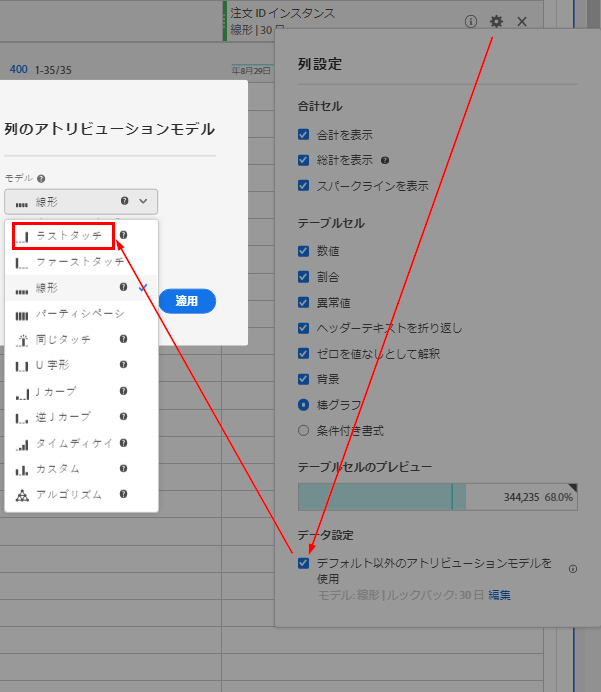 注文 ID インスタンス
線形 | 30 日
400 1-35/35
年8月29日
列設定
合計セル
合計を表示
総計を表示
スパークラインを表示
テーブルセル
数値
割合
異常値
ヘッダーテキストを折り返し
ゼロを値なしとして解釈
背景
棒グラフ
条件付き書式
テーブルセルのプレビュー
344,235 68.0%
データ設定
デフォルト以外のアトリビューションモデルを
使用
モデル: 線形 | ルックバック: 30 日 編集
列のアトリビューションモデル
モデル
線形
ラストタッチ
ファーストタッチ
線形
パーティシペーシ
同じタッチ
U 字形
J カーブ
逆 J カーブ
タイムディケイ
カスタム
アルゴリズム
適用